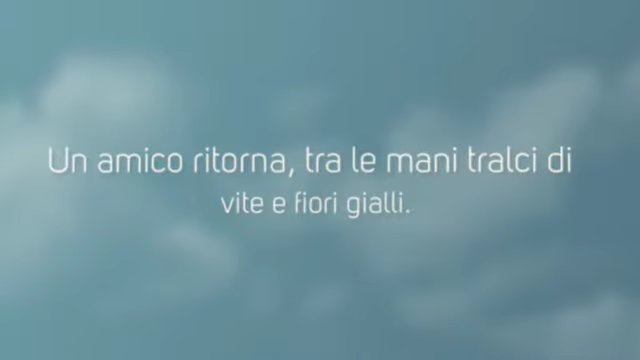 Un amico ritorna, tra le mani tralci di
vite e fiori gialli.